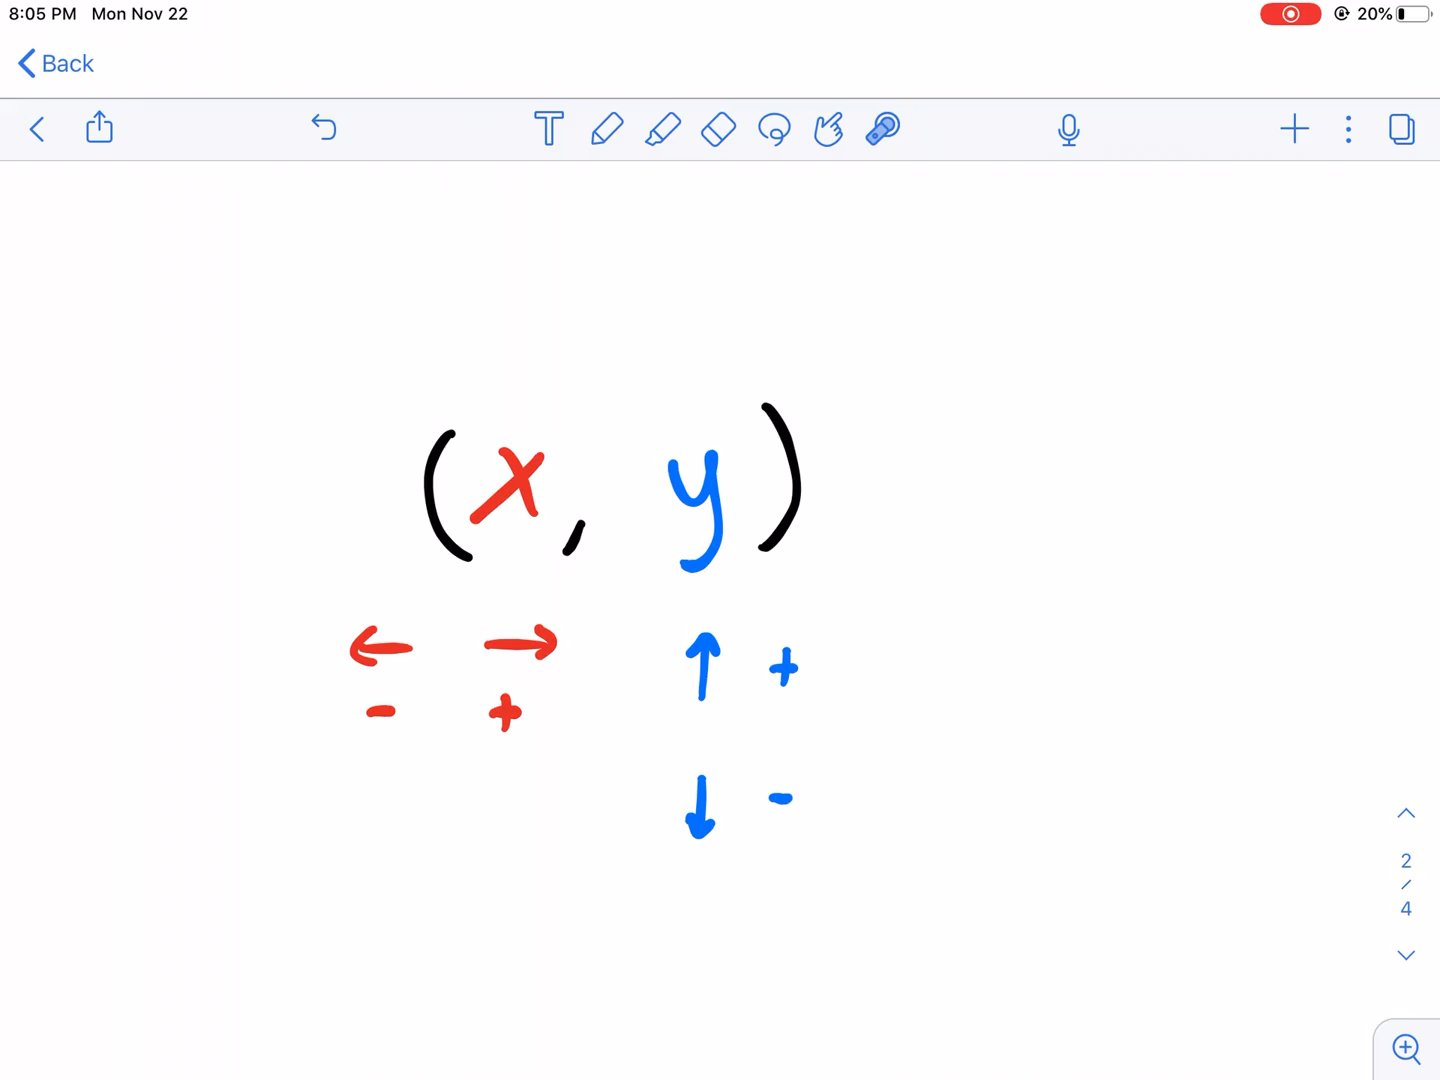 8:05 PM Mon Nov 22 20%
Back
(x, y)
← → ↑ +
- +
↓ -
2
/
4